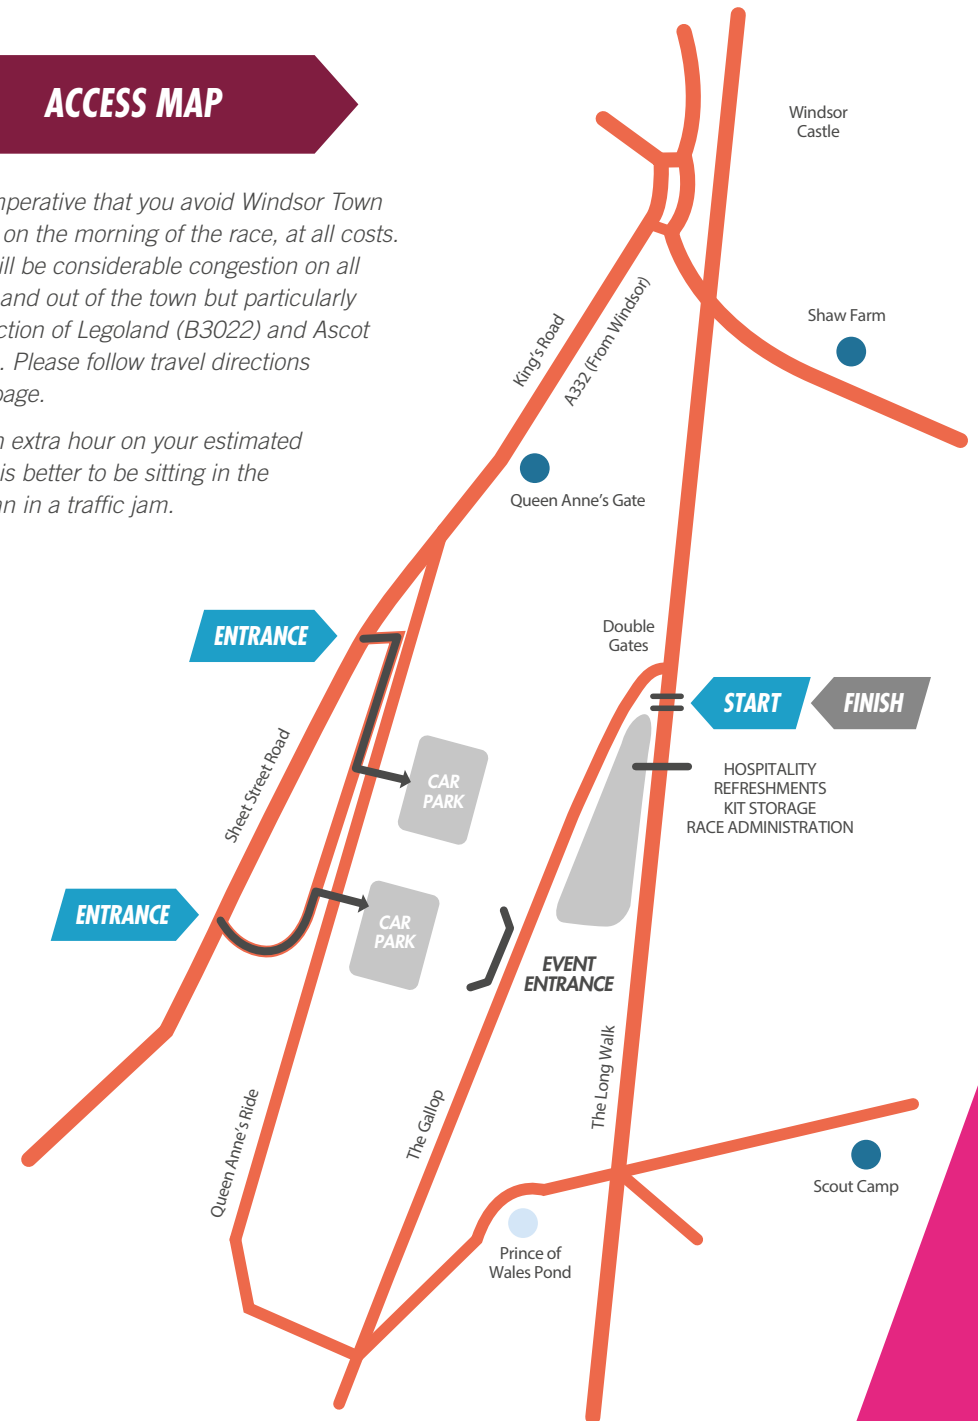 ACCESS MAP
nperative that you avoid Windsor Town
on the morning of the race, at all costs.
ill be considerable congestion on all
and out of the town but particularly
ction of Legoland (B3022) and Ascot
. Please follow travel directions
page.
n extra hour on your estimated
is better to be sitting in the
an in a traffic jam.
Windsor
Castle
Shaw Farm
King's Road
A332 (From Windsor)
Queen Anne's Gate
ENTRANCE
Double
Gates
START
FINISH
Sheet Street Road
CAR
PARK
HOSPITALITY
REFRESHMENTS
KIT STORAGE
RACE ADMINISTRATION
ENTRANCE
CAR
PARK
EVENT
ENTRANCE
The Long Walk
The Gallop
Queen Anne's Ride
Scout Camp
Prince of
Wales Pond